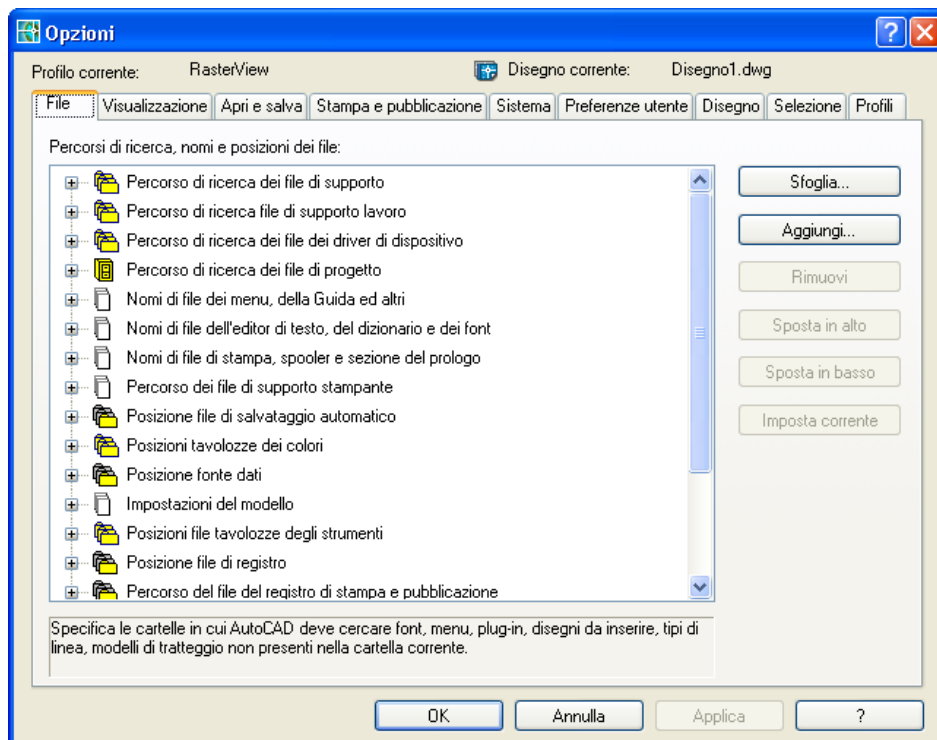 Opzioni
Profilo corrente: RasterView Disegno corrente: Disegno1.dwg
File Visualizzazione Apri e salva Stampa e pubblicazione Sistema Preferenze utente Disegno Selezione Profili
Percorsi di ricerca, nomi e posizioni dei file:
Percorso di ricerca dei file di supporto
Percorso di ricerca file di supporto lavoro
Percorso di ricerca dei file dei driver di dispositivo
Percorso di ricerca dei file di progetto
Nomi di file dei menu, della Guida ed altri
Nomi di file dell'editor di testo, del dizionario e dei font
Nomi di file di stampa, spooler e sezione del prologo
Percorso dei file di supporto stampante
Posizione file di salvataggio automatico
Posizioni tavolozze dei colori
Posizione fonte dati
Impostazioni del modello
Posizioni file tavolozze degli strumenti
Posizione file di registro
Percorso del file del registro di stampa e pubblicazione
Sfoglia...
Aggiungi...
Rimuovi
Sposta in alto
Sposta in basso
Imposta corrente
Specifica le cartelle in cui AutoCAD deve cercare font, menu, plug-in, disegni da inserire, tipi di
linea, modelli di tratteggio non presenti nella cartella corrente.
OK Annulla Applica ?